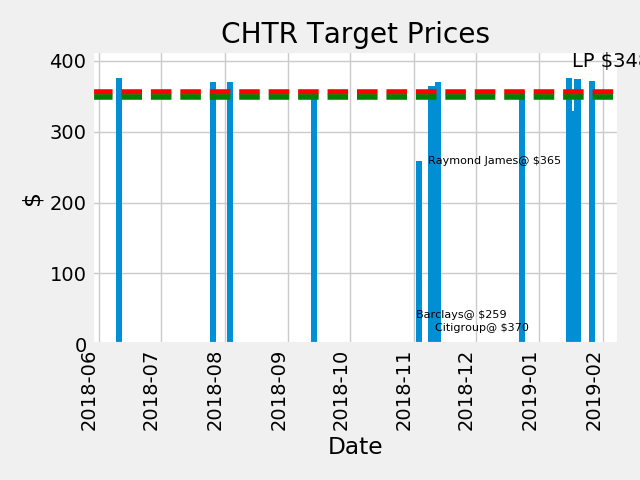 CHTR Target Prices
LP $348
400
300
200
100
0
$
Raymond James@ $365
Barclays@ $259
Citigroup@ $370
2018-06
2018-07
2018-08
2018-09
2018-10
2018-11
2018-12
2019-01
2019-02
Date